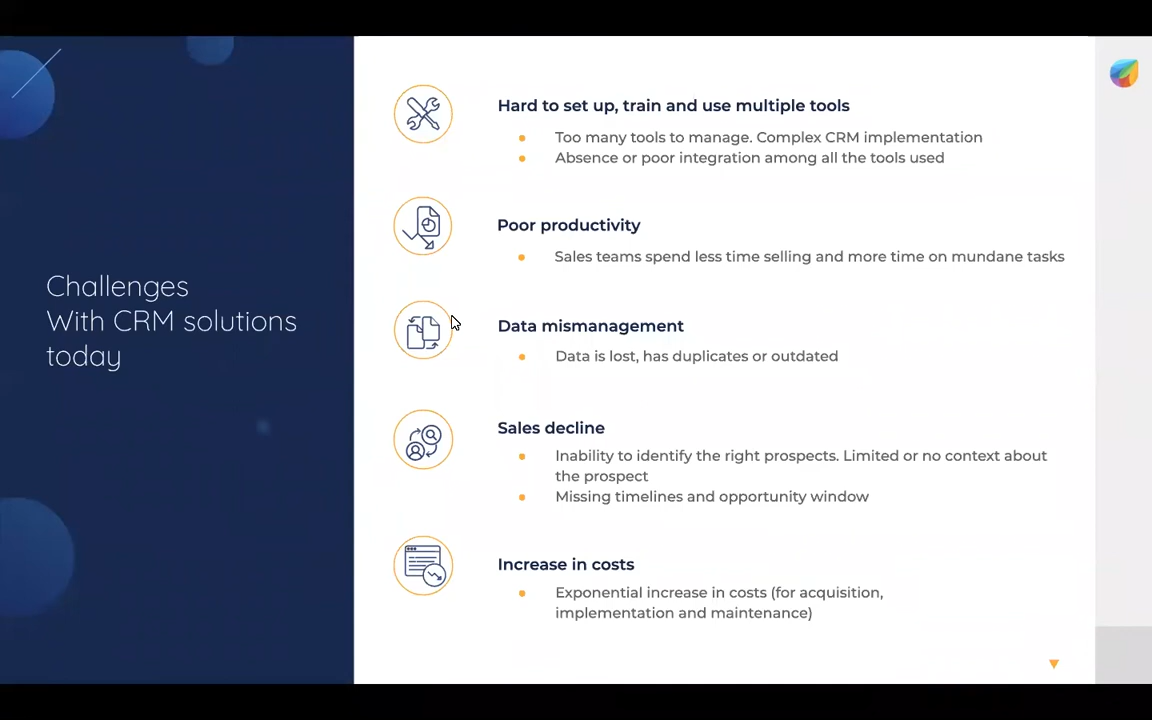 Challenges
With CRM solutions
today
Hard to set up, train and use multiple tools
Too many tools to manage. Complex CRM implementation
Absence or poor integration among all the tools used
Poor productivity
Sales teams spend less time selling and more time on mundane tasks
Data mismanagement
Data is lost, has duplicates or outdated
Sales decline
Inability to identify the right prospects. Limited or no context about
the prospect
Missing timelines and opportunity window
Increase in costs
Exponential increase in costs (for acquisition,
implementation and maintenance)